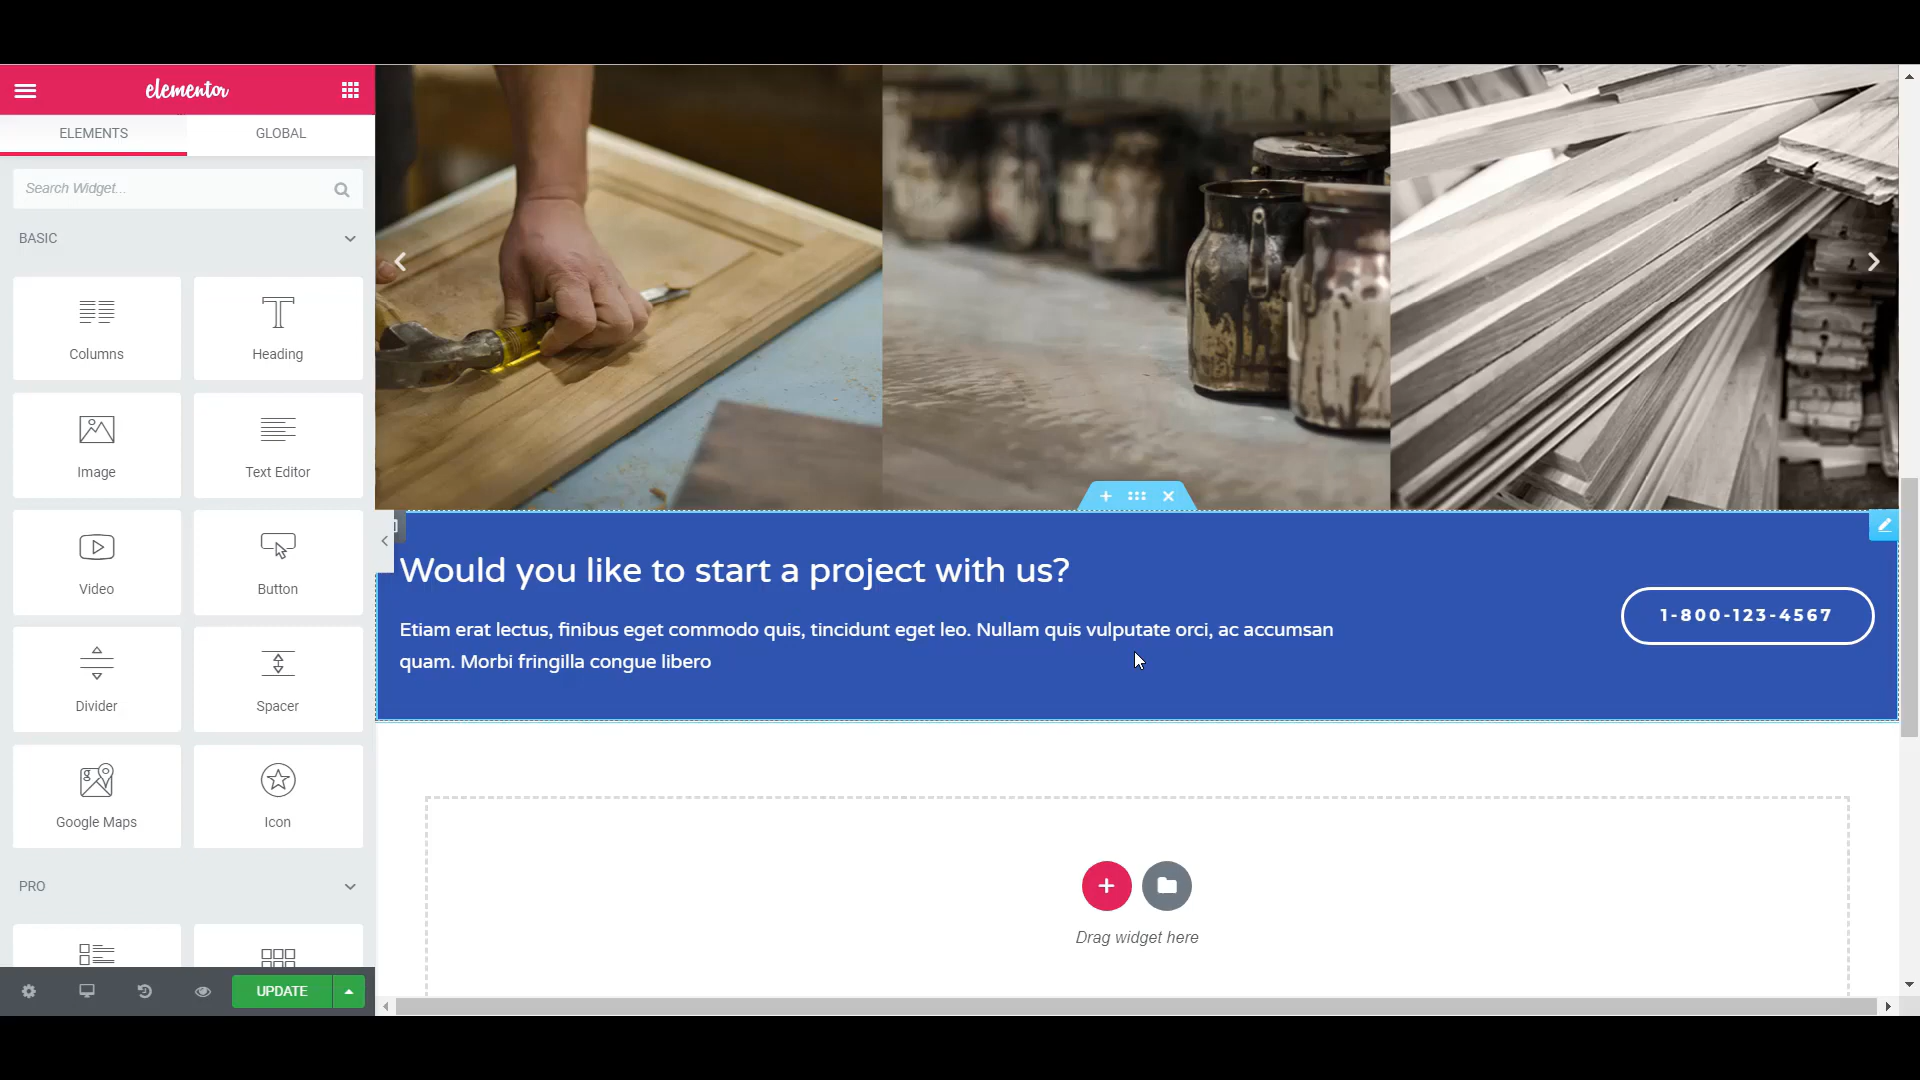 elementor
ELEMENTS
GLOBAL
Search Widget...
BASIC
Columns
Heading
Image
Text Editor
Video
Button
Divider
Spacer
Google Maps
Icon
PRO
UPDATE
Would you like to start a project with us?
Etiam erat lectus, finibus eget commodo quis, tincidunt eget leo. Nullam quis vulputate orci, ac accumsan
quam. Morbi fringilla congue libero
1-800-123-4567
Drag widget here